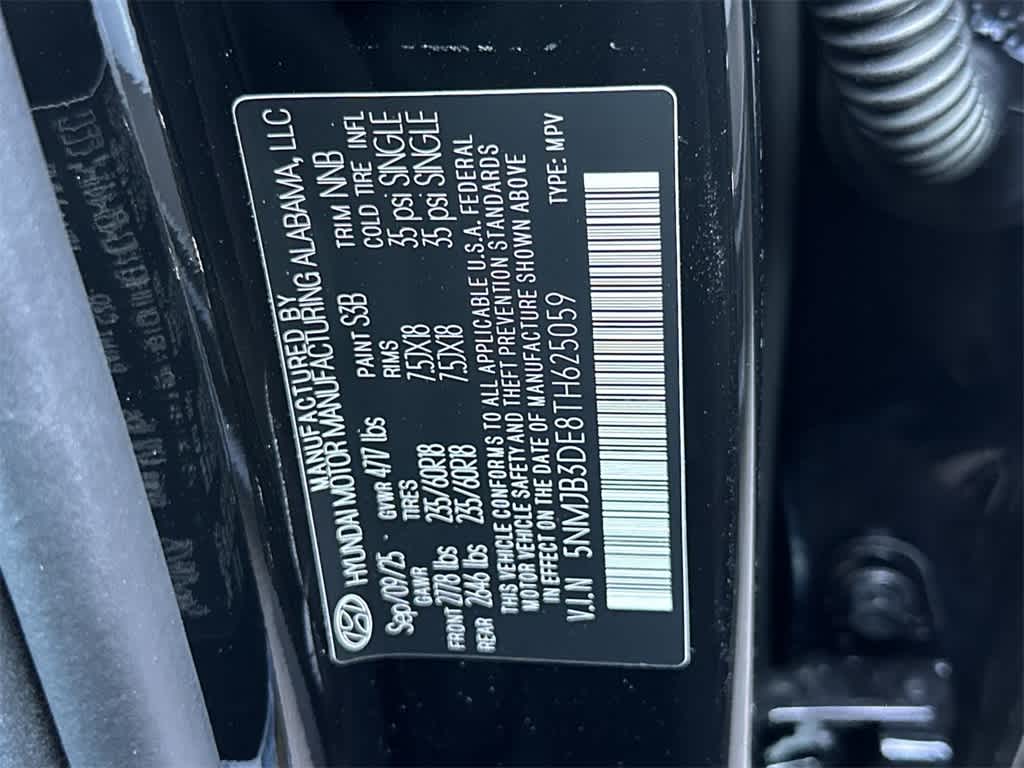 MANUFACTURED BY
HYUNDAI MOTOR MANUFACTURING ALABAMA, LLC
Sep/09/25 · GVWR 4717 lbs PAINT S3B TRIM NNB
GAWR TIRES RIMS COLD TIRE INFL
FRONT 2778 lbs 235/60R18 7.5JX18 35 psi SINGLE
REAR 2646 lbs 235/60R18 7.5JX18 35 psi SINGLE
THIS VEHICLE CONFORMS TO ALL APPLICABLE U.S.A. FEDERAL
MOTOR VEHICLE SAFETY AND THEFT PREVENTION STANDARDS
IN EFFECT ON THE DATE OF MANUFACTURE SHOWN ABOVE
V.I.N 5NMJB3DE8TH625059 TYPE: MPV